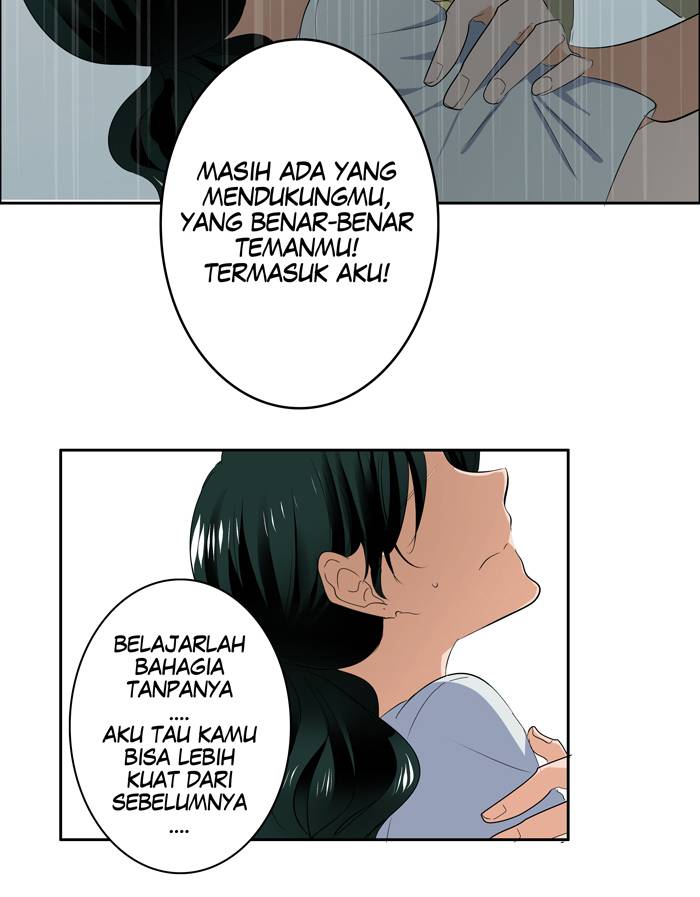 MASIH ADA YANG
MENDUKUNGMU,
YANG BENAR-BENAR
TEMANMU!
TERMASUK AKU!
BELAJARLAH
BAHAGIA
TANPANYA
....
AKU TAU KAMU
BISA LEBIH
KUAT DARI
SEBELUMNYA
....